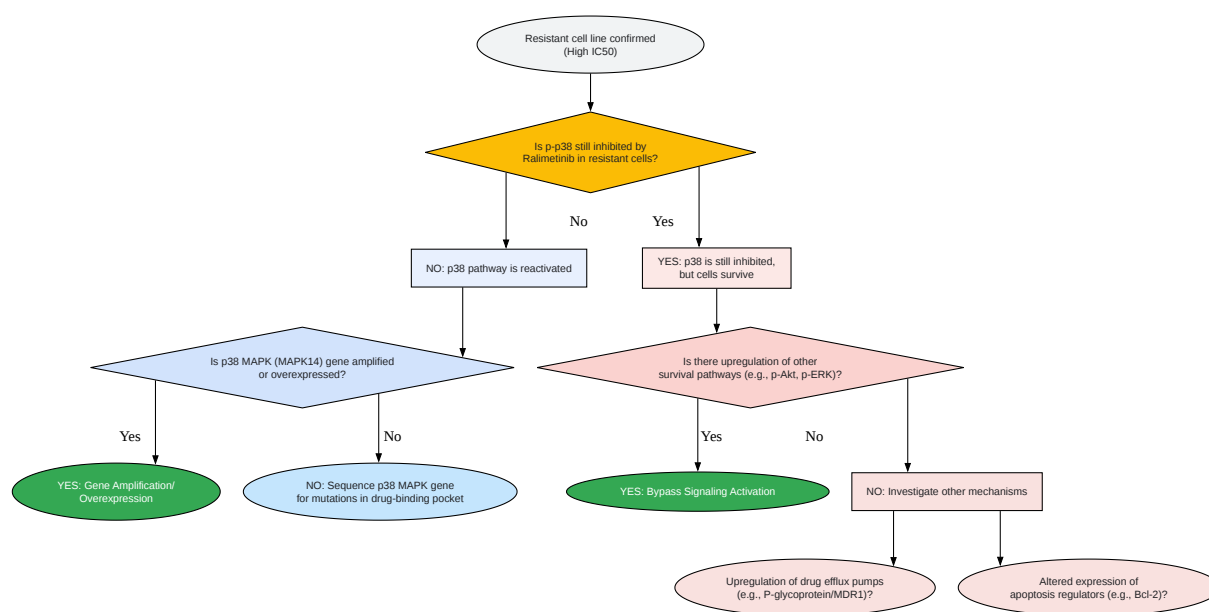 Resistant cell line confirmed
(High IC50)
Is p-p38 still inhibited by
Ralimetinib in resistant cells?
No
Yes
NO: p38 pathway is reactivated
YES: p38 is still inhibited,
but cells survive
Is p38 MAPK (MAPK14) gene amplified
or overexpressed?
Is there upregulation of other
survival pathways (e.g., p-Akt, p-ERK)?
Yes
No
Yes
No
YES: Gene Amplification/
Overexpression
NO: Sequence p38 MAPK gene
for mutations in drug-binding pocket
YES: Bypass Signaling Activation
NO: Investigate other mechanisms
Upregulation of drug efflux pumps
(e.g., P-glycoprotein/MDR1)?
Altered expression of
apoptosis regulators (e.g., Bcl-2)?